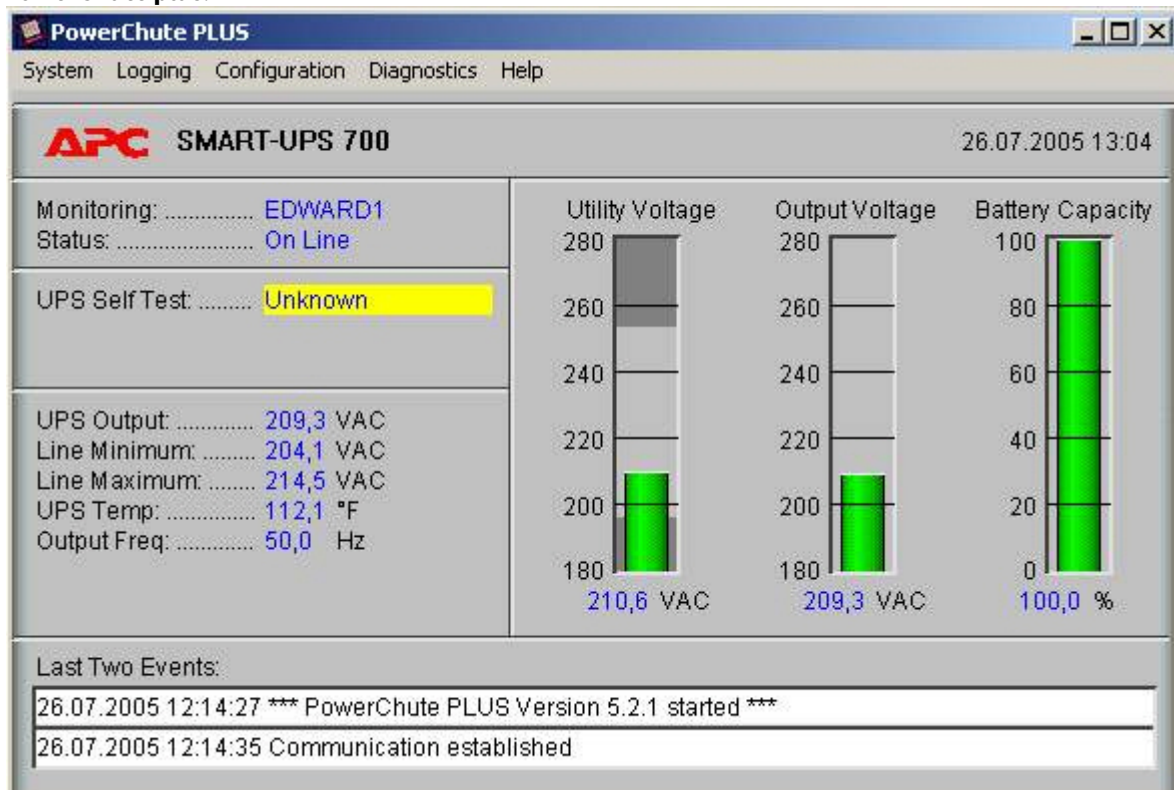 PowerChute PLUS
System Logging Configuration Diagnostics Help
APC SMART-UPS 700 26.07.2005 13:04
Monitoring: .............. EDWARD1
Status: ...................... On Line
UPS Self Test: ......... Unknown
UPS Output: ............. 209,3 VAC
Line Minimum: ......... 204,1 VAC
Line Maximum: ........ 214,5 VAC
UPS Temp: ............... 112,1 °F
Output Freq: ............. 50,0 Hz
Utility Voltage
280
260
240
220
200
180
210,6 VAC
Output Voltage
280
260
240
220
200
180
209,3 VAC
Battery Capacity
100
80
60
40
20
0
100,0 %
Last Two Events:
26.07.2005 12:14:27 *** PowerChute PLUS Version 5.2.1 started ***
26.07.2005 12:14:35 Communication established